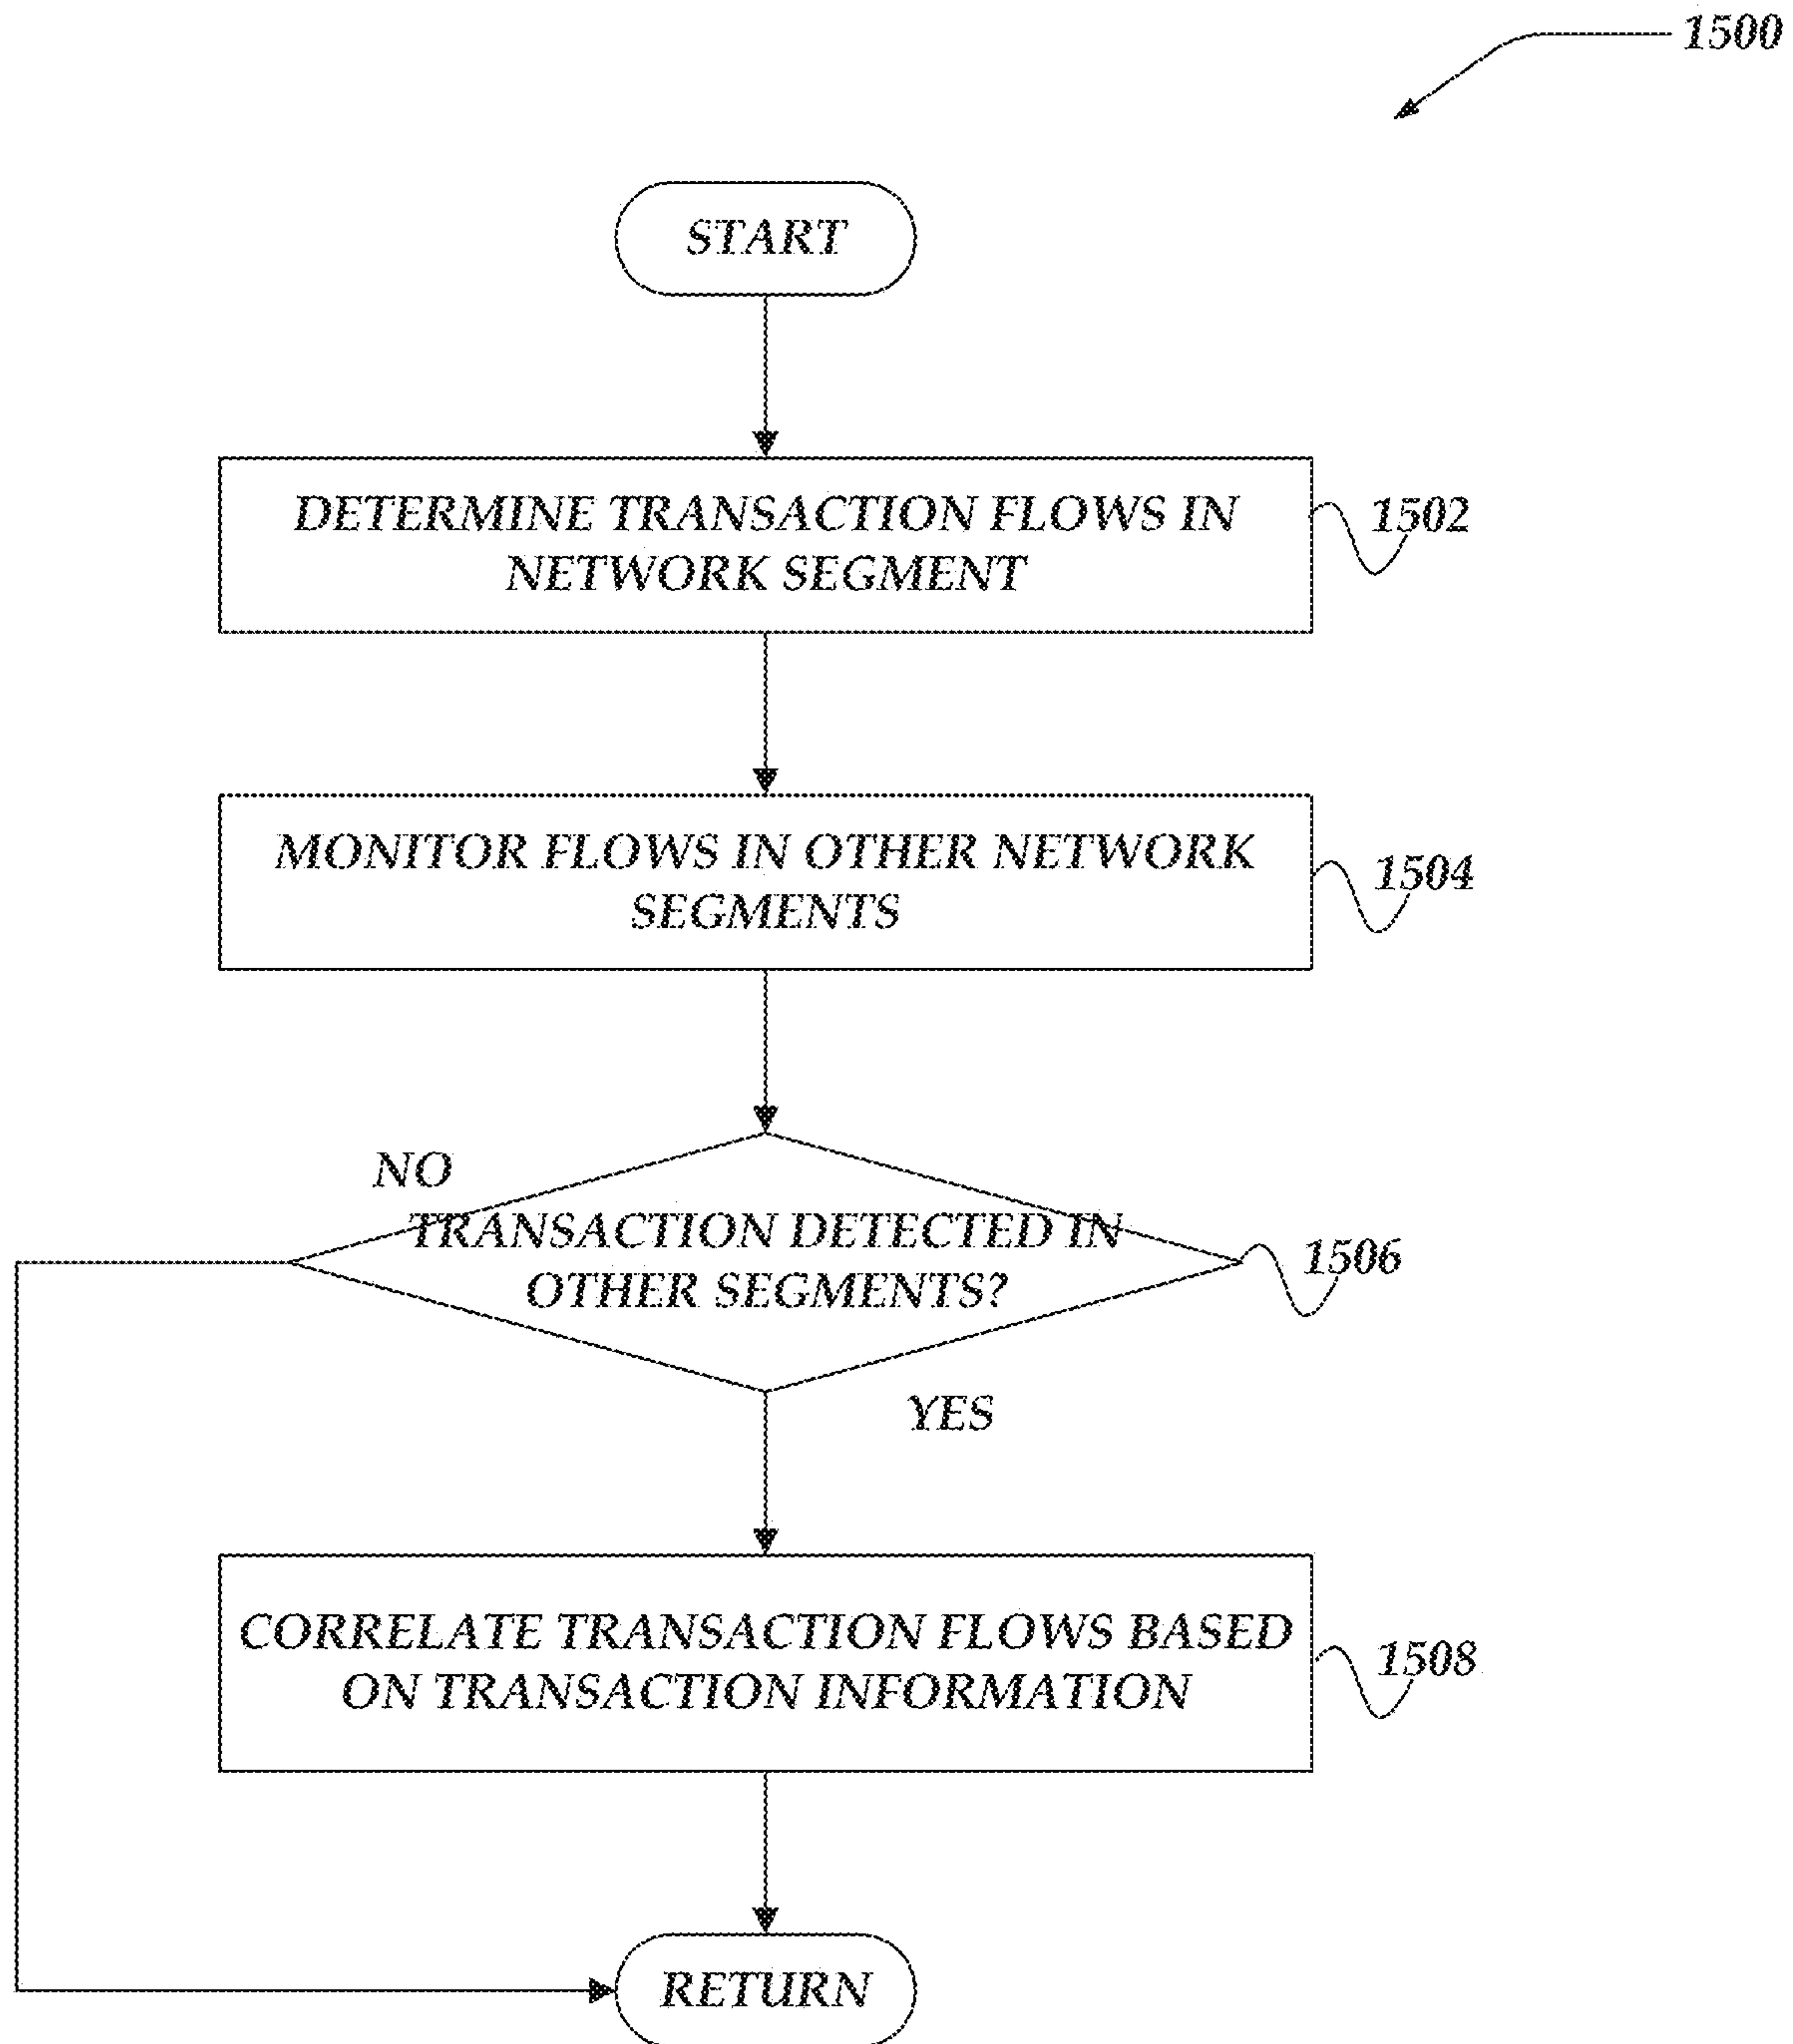 1500
START
DETERMINE TRANSACTION FLOWS IN
NETWORK SEGMENT
1502
MONITOR FLOWS IN OTHER NETWORK
SEGMENTS
1504
NO
TRANSACTION DETECTED IN
OTHER SEGMENTS?
1506
YES
CORRELATE TRANSACTION FLOWS BASED
ON TRANSACTION INFORMATION
1508
RETURN